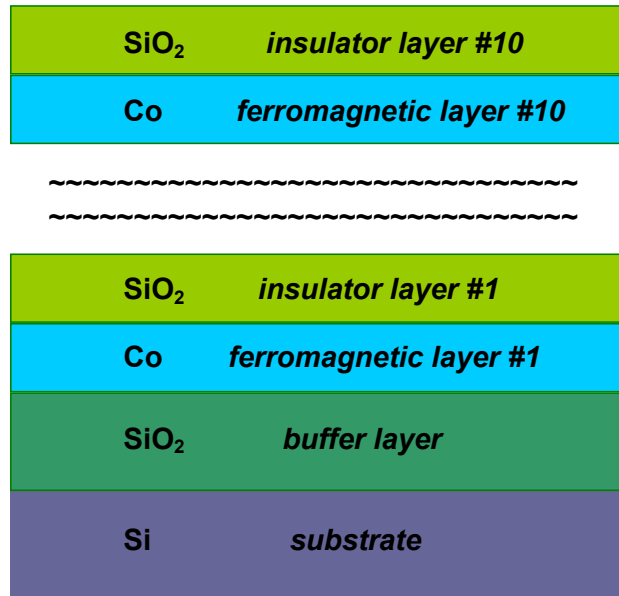 SiO₂ insulator layer #10
Co ferromagnetic layer #10
~~~~~~~~~~~~~~~~~~~~~~~~~~~~~~~
~~~~~~~~~~~~~~~~~~~~~~~~~~~~~~~
SiO₂ insulator layer #1
Co ferromagnetic layer #1
SiO₂ buffer layer
Si substrate